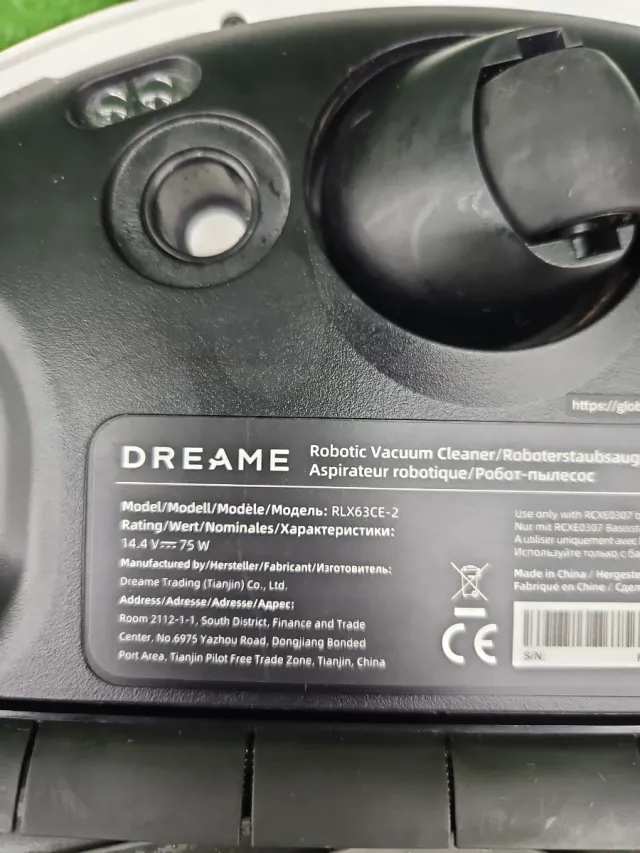 https://glob
DREAME
Robotic Vacuum Cleaner/Roboterstaubsaug
Aspirateur robotique/Робот-пылесос
Model/Modell/Modèle/Модель: RLX63CE-2
Rating/Wert/Nominales/Характеристики:
14.4 V⎓ 75 W
Manufactured by/Hersteller/Fabricant/Изготовитель:
Dreame Trading (Tianjin) Co., Ltd.
Address/Adresse/Adresse/Адрес:
Room 2112-1-1, South District, Finance and Trade
Center, No.6975 Yazhou Road, Dongjiang Bonded
Port Area, Tianjin Pilot Free Trade Zone, Tianjin, China
Use only with RCXE0307 b
Nur mit RCXE0307 Basisst
A utiliser uniquement avec l
Используйте только с ба
Made in China / Hergeste
Fabriqué en Chine / Сдел
CE
S/N: